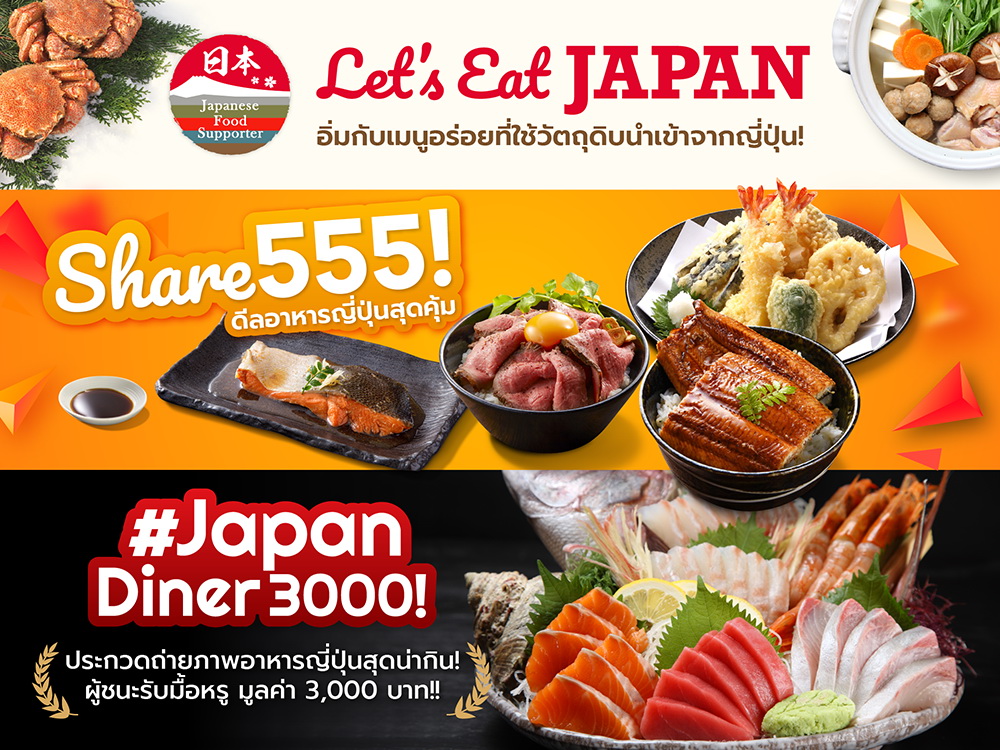 日本
Japanese
Food
Supporter
Let's Eat JAPAN
อิ่มกับเมนูอร่อยที่ใช้วัตถุดิบนำเข้าจากญี่ปุ่น!
Share555!
ดีลอาหารญี่ปุ่นสุดคุ้ม
#Japan
Diner 3000!
ประกวดถ่ายภาพอาหารญี่ปุ่นสุดน่ากิน!
ผู้ชนะรับมื้อหรู มูลค่า 3,000 บาท!!